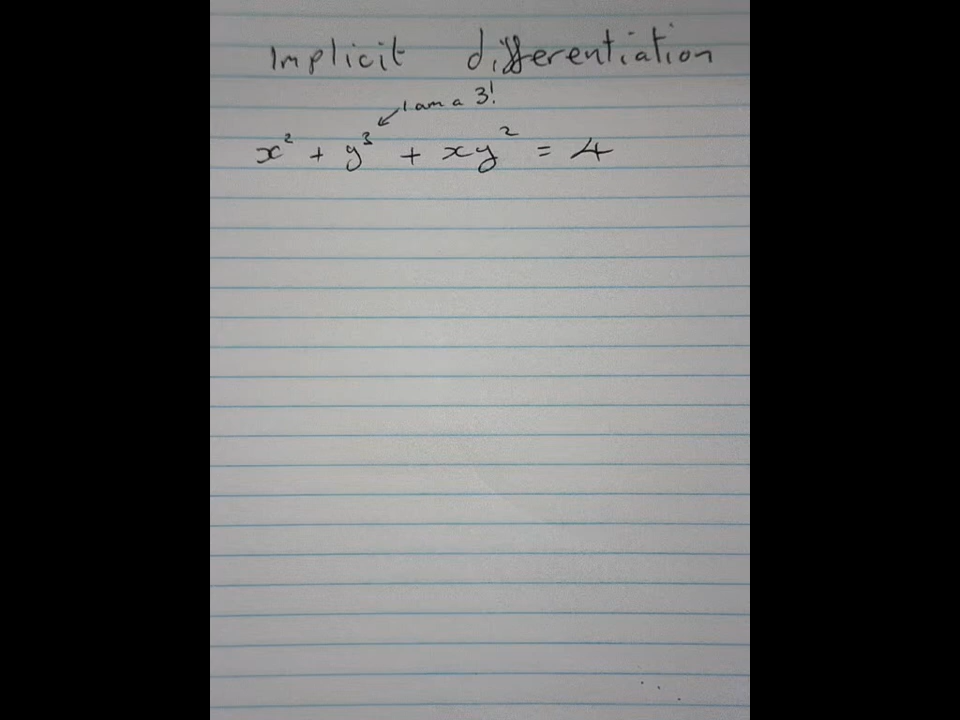 Implicit differentiation
I am a 3!
x² + y³ + xy² = 4